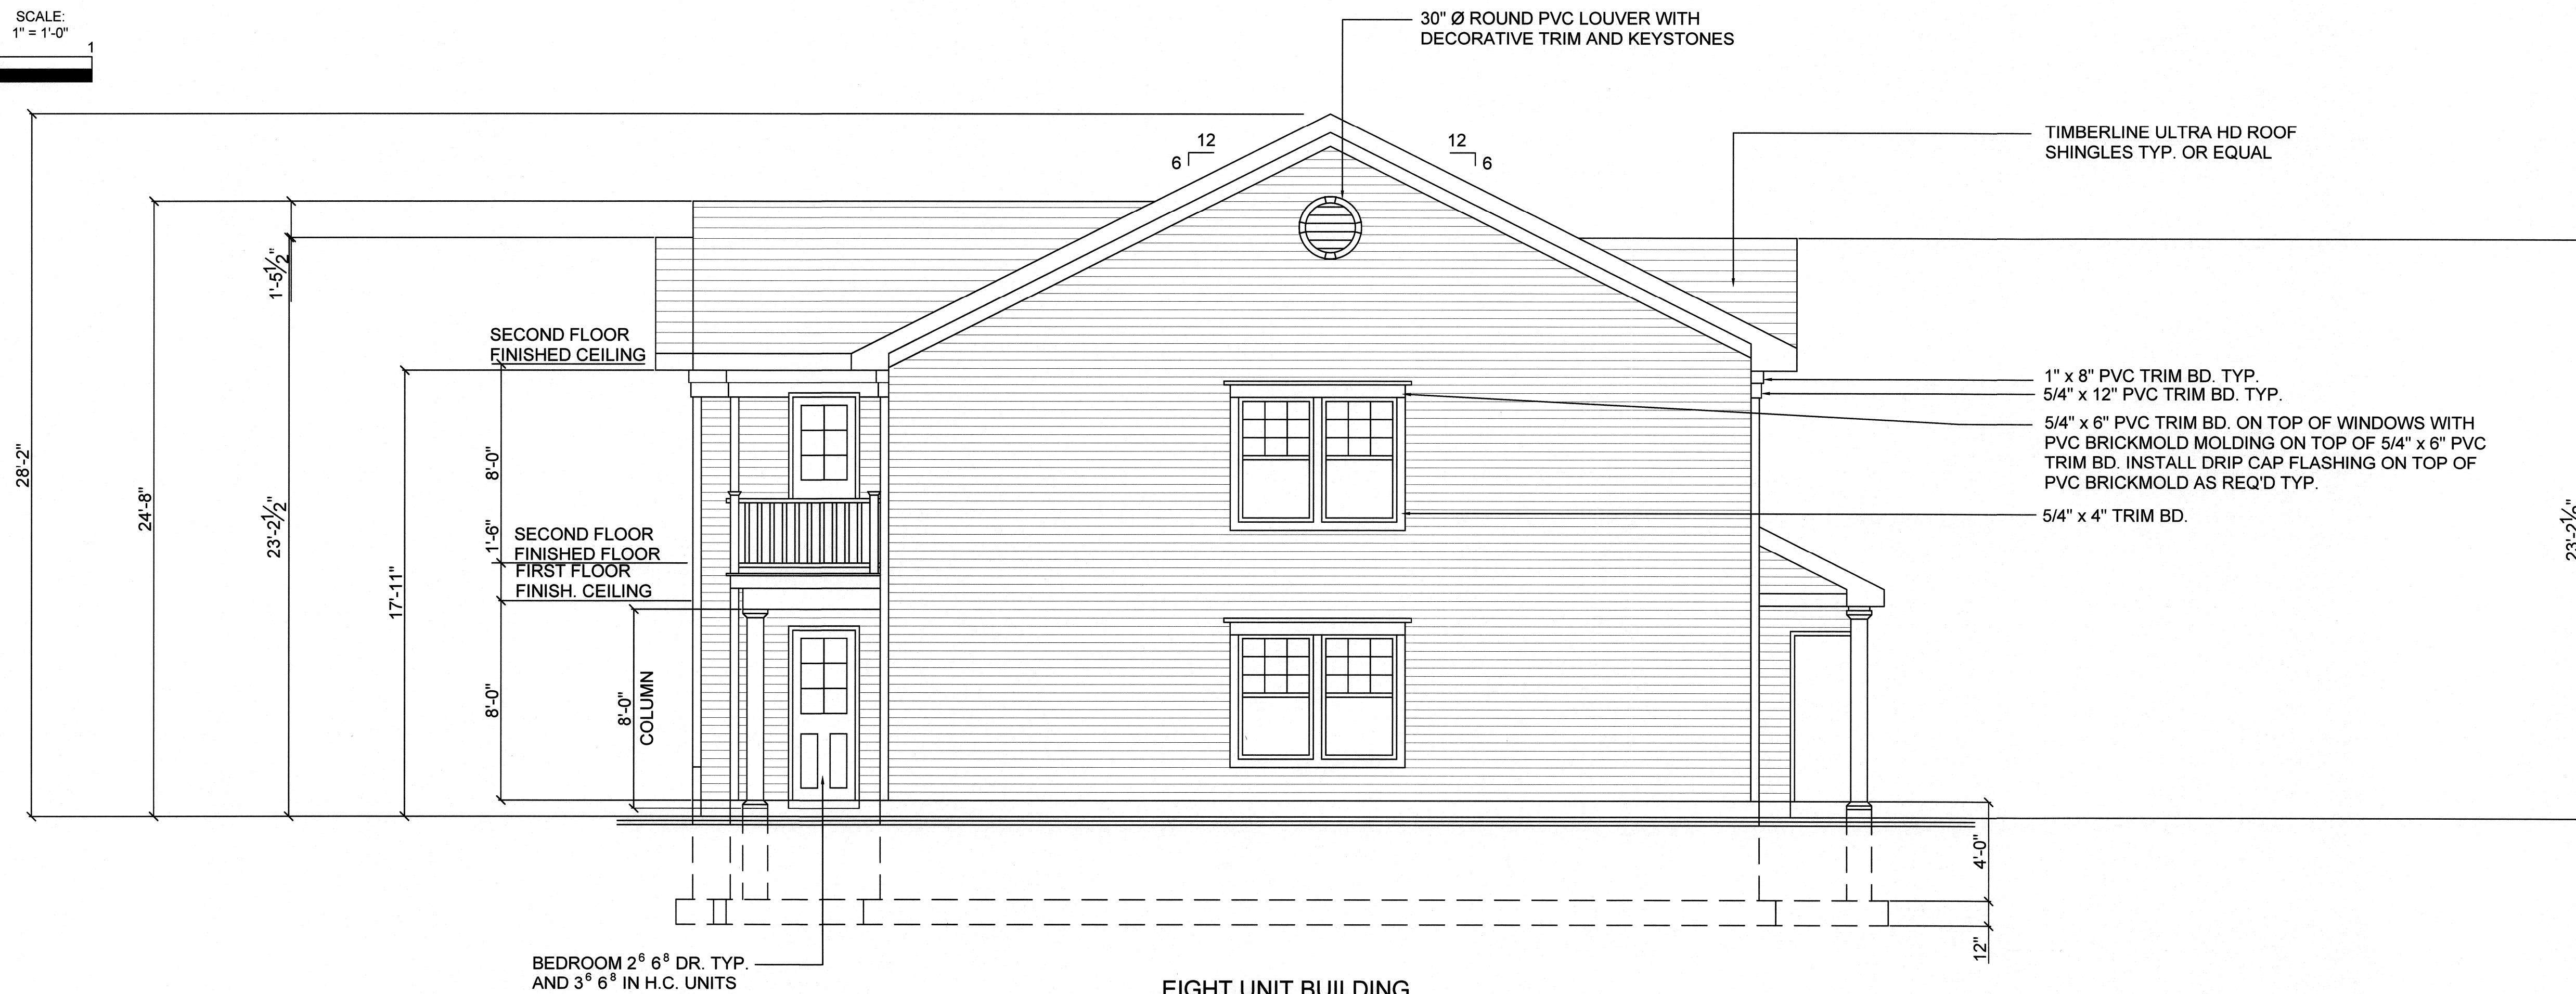 SCALE:
1" = 1'-0"
1
30" Ø ROUND PVC LOUVER WITH
DECORATIVE TRIM AND KEYSTONES
12
6
12
6
TIMBERLINE ULTRA HD ROOF
SHINGLES TYP. OR EQUAL
1'-5½"
SECOND FLOOR
FINISHED CEILING
1" x 8" PVC TRIM BD. TYP.
5/4" x 12" PVC TRIM BD. TYP.
5/4" x 6" PVC TRIM BD. ON TOP OF WINDOWS WITH
PVC BRICKMOLD MOLDING ON TOP OF 5/4" x 6" PVC
TRIM BD. INSTALL DRIP CAP FLASHING ON TOP OF
PVC BRICKMOLD AS REQ'D TYP.
5/4" x 4" TRIM BD.
28'-2"
24'-8"
23'-2½"
17'-11"
8'-0"
1'-6"
SECOND FLOOR
FINISHED FLOOR
FIRST FLOOR
FINISH. CEILING
8'-0"
8'-0"
COLUMN
23'-2½"
4'-0"
12"
BEDROOM 2⁶ 6⁸ DR. TYP.
AND 3⁶ 6⁸ IN H.C. UNITS
EIGHT UNIT BUILDING